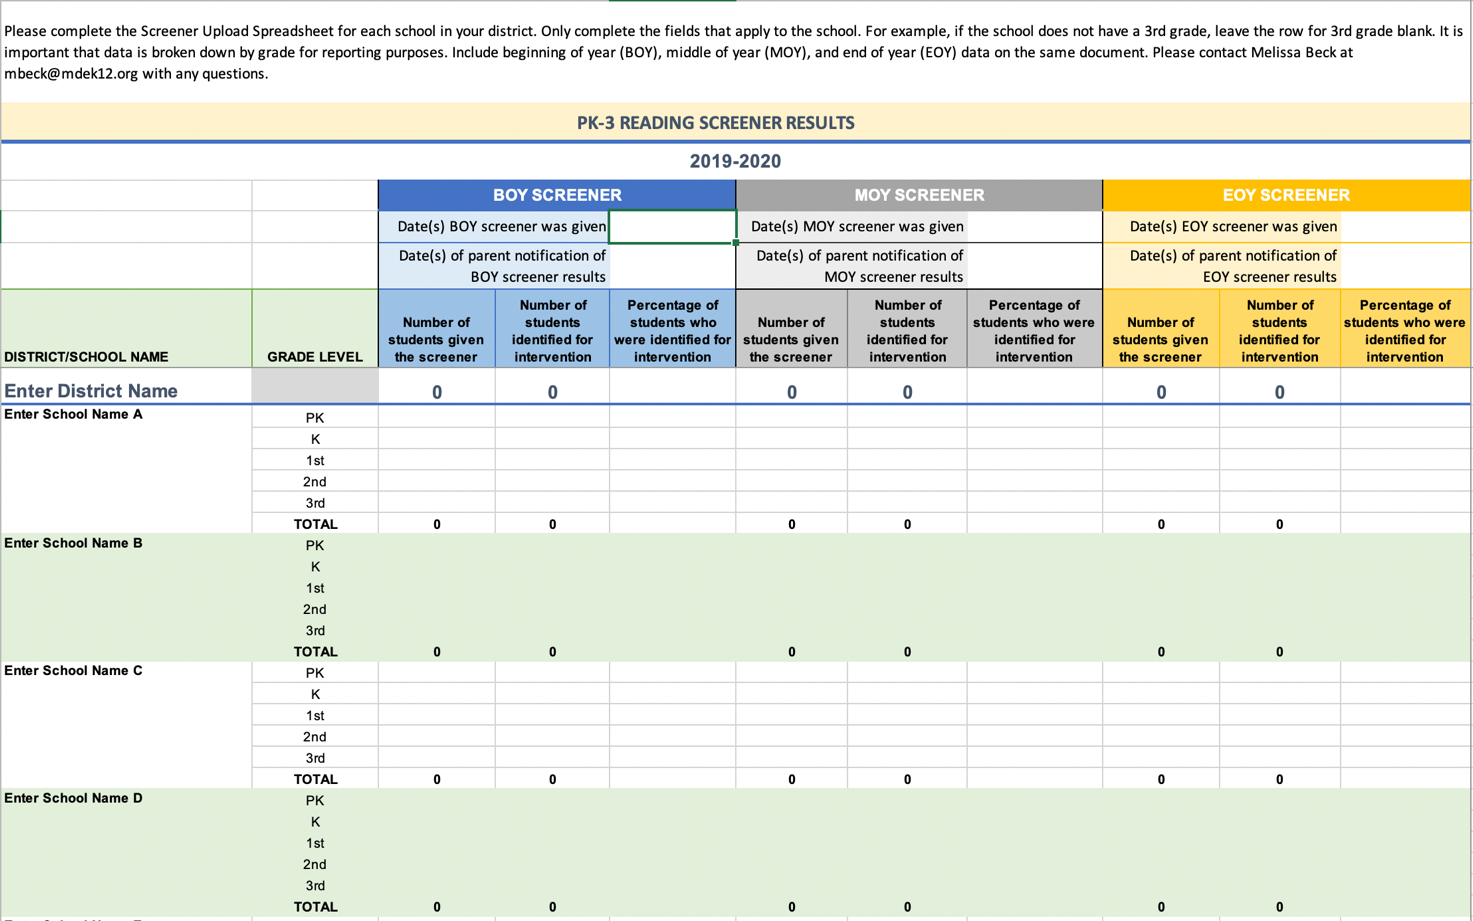 Please complete the Screener Upload Spreadsheet for each school in your district. Only complete the fields that apply to the school. For example, if the school does not have a 3rd grade, leave the row for 3rd grade blank. It is
important that data is broken down by grade for reporting purposes. Include beginning of year (BOY), middle of year (MOY), and end of year (EOY) data on the same document. Please contact Melissa Beck at
mbeck@mdek12.org with any questions.
PK-3 READING SCREENER RESULTS
2019-2020
BOY SCREENER MOY SCREENER EOY SCREENER
Date(s) BOY screener was given Date(s) MOY screener was given Date(s) EOY screener was given
Date(s) of parent notification of Date(s) of parent notification of Date(s) of parent notification of
BOY screener results MOY screener results EOY screener results
Number of Percentage of Number of Percentage of Number of Percentage of
Number of students students who Number of students students who were Number of students students who were
students given identified for were identified for students given identified for identified for students given identified for identified for
DISTRICT/SCHOOL NAME GRADE LEVEL the screener intervention intervention the screener intervention intervention the screener intervention intervention
Enter District Name 0 0 0 0 0 0
Enter School Name A PK
K
1st
2nd
3rd
TOTAL 0 0 0 0 0 0
Enter School Name B PK
K
1st
2nd
3rd
TOTAL 0 0 0 0 0 0
Enter School Name C PK
K
1st
2nd
3rd
TOTAL 0 0 0 0 0 0
Enter School Name D PK
K
1st
2nd
3rd
TOTAL 0 0 0 0 0 0